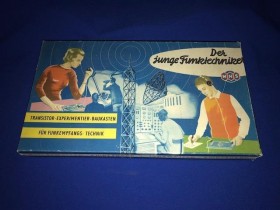 Der
junge Funktechniker
TRANSISTOR-EXPERIMENTIER-BAUKASTEN
FÜR FUNKEMPFANGS-TECHNIK